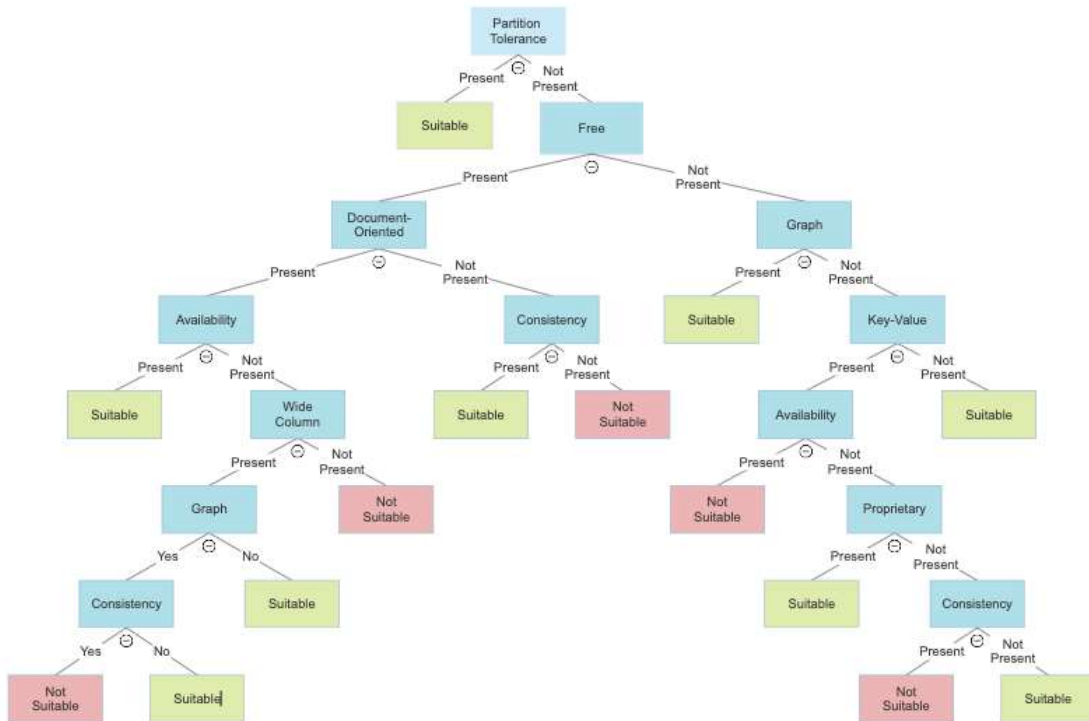 Partition
Tolerance
Present
Not
Present
Suitable
Free
Present
Not
Present
Document-
Oriented
Graph
Present
Not
Present
Present
Not
Present
Availability
Consistency
Suitable
Key-Value
Present
Not
Present
Present
Not
Present
Present
Not
Present
Suitable
Wide
Column
Suitable
Not
Suitable
Availability
Suitable
Present
Not
Present
Present
Not
Present
Graph
Not
Suitable
Not
Suitable
Proprietary
Yes
No
Present
Not
Present
Consistency
Suitable
Suitable
Consistency
Yes
No
Present
Not
Present
Not
Suitable
Suitable
Not
Suitable
Suitable